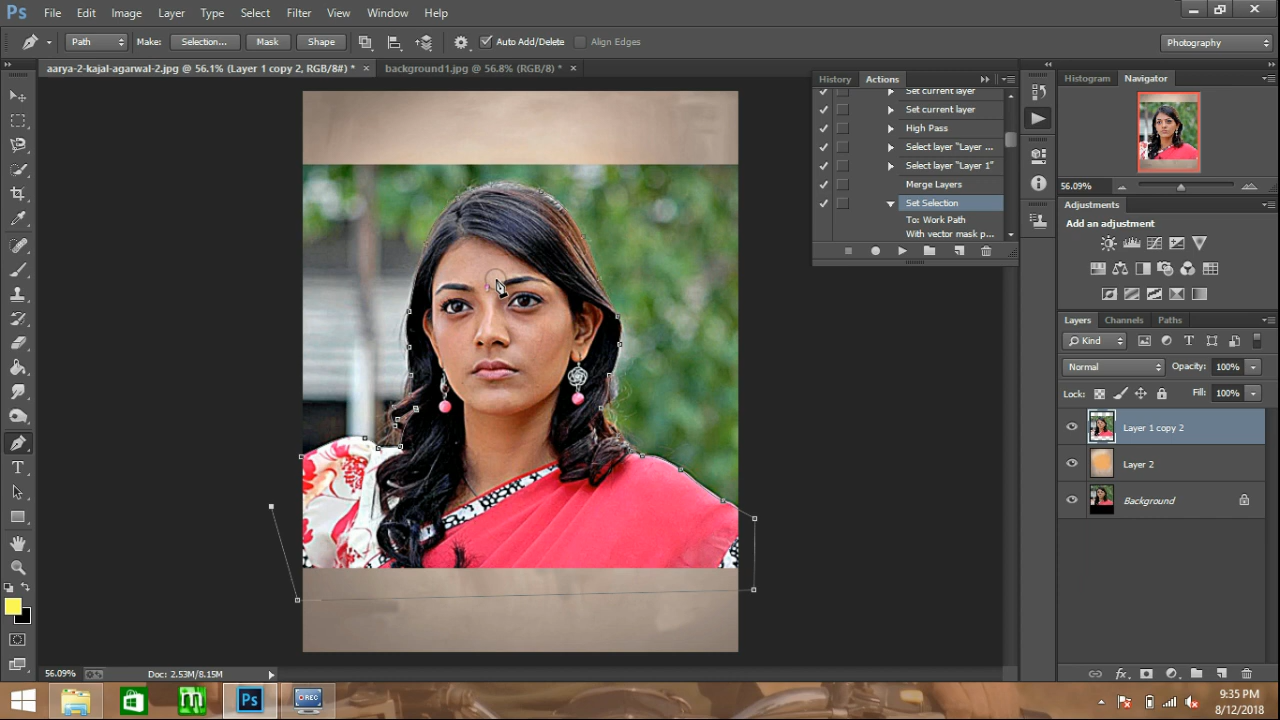 Ps File Edit Image Layer Type Select Filter View Window Help
Path Make: Selection... Mask Shape Auto Add/Delete Align Edges Photography
aarya-2-kajal-agarwal-2.jpg @ 56.1% (Layer 1 copy 2, RGB/8#) * × background1.jpg @ 56.8% (RGB/8) * ×
History Actions
Set current layer
Set current layer
High Pass
Select layer "Layer ...
Select layer "Layer 1"
Merge Layers
Set Selection
To: Work Path
With vector mask p...
Histogram Navigator
56.09%
Adjustments
Add an adjustment
Layers Channels Paths
Kind
Normal Opacity: 100%
Lock: Fill: 100%
Layer 1 copy 2
Layer 2
Background
56.09% Doc: 2.53M/8.15M
Ps REC 9:35 PM
8/12/2018